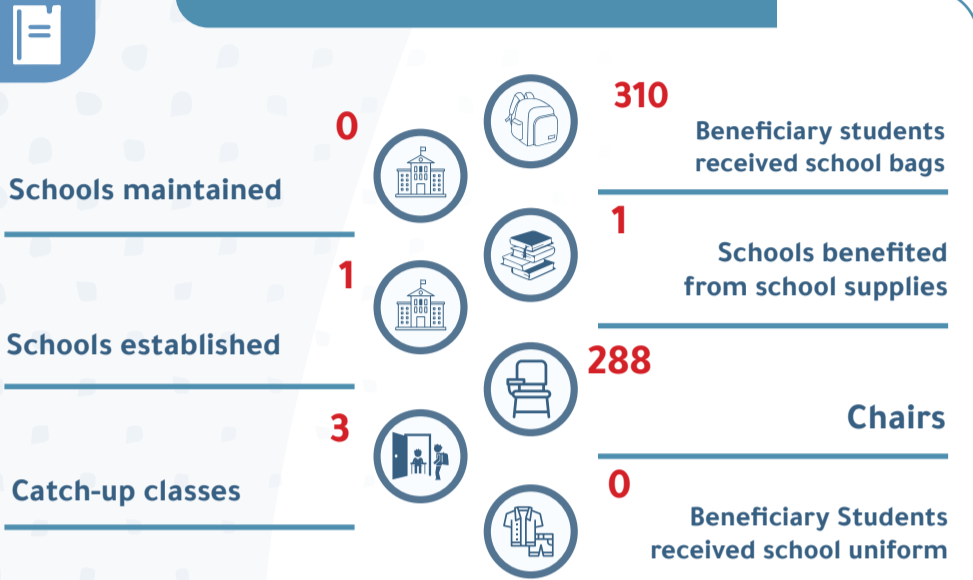 0
Schools maintained
1
Schools established
3
Catch-up classes
310
Beneficiary students
received school bags
1
Schools benefited
from school supplies
288
Chairs
0
Beneficiary Students
received school uniform